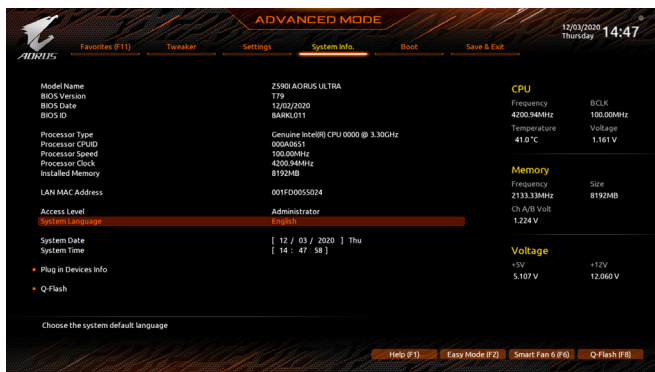 ADVANCED MODE
12/03/2020 Thursday 14:47
AORUS
Favorites (F11) Tweaker Settings System Info. Boot Save & Exit
Model Name Z590I AORUS ULTRA
BIOS Version T79
BIOS Date 12/02/2020
BIOS ID 8ARKL011
Processor Type Genuine Intel(R) CPU 0000 @ 3.30GHz
Processor CPUID 000A0651
Processor Speed 100.00MHz
Processor Clock 4200.94MHz
Installed Memory 8192MB
LAN MAC Address 001FD0055024
Access Level Administrator
System Language English
System Date [ 12 / 03 / 2020 ] Thu
System Time [ 14 : 47 : 58 ]
Plug in Devices Info
Q-Flash
Choose the system default language
CPU
Frequency BCLK
4200.94MHz 100.00MHz
Temperature Voltage
41.0 °C 1.161 V
Memory
Frequency Size
2133.33MHz 8192MB
Ch A/B Volt
1.224 V
Voltage
+5V +12V
5.107 V 12.060 V
Help (F1) Easy Mode (F2) Smart Fan 6 (F6) Q-Flash (F8)